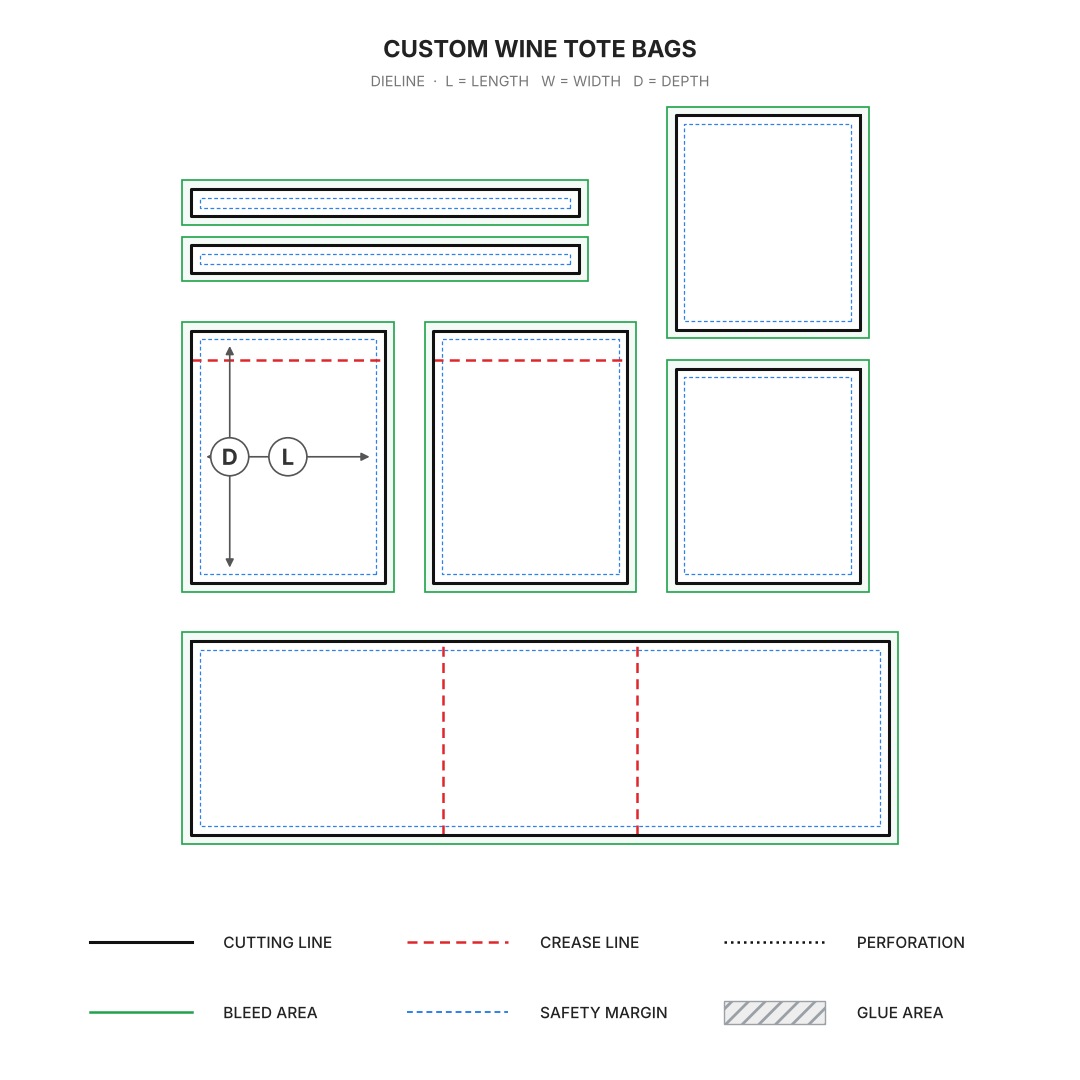 CUSTOM WINE TOTE BAGS
DIELINE · L = LENGTH W = WIDTH D = DEPTH
D L
CUTTING LINE CREASE LINE PERFORATION
BLEED AREA SAFETY MARGIN GLUE AREA